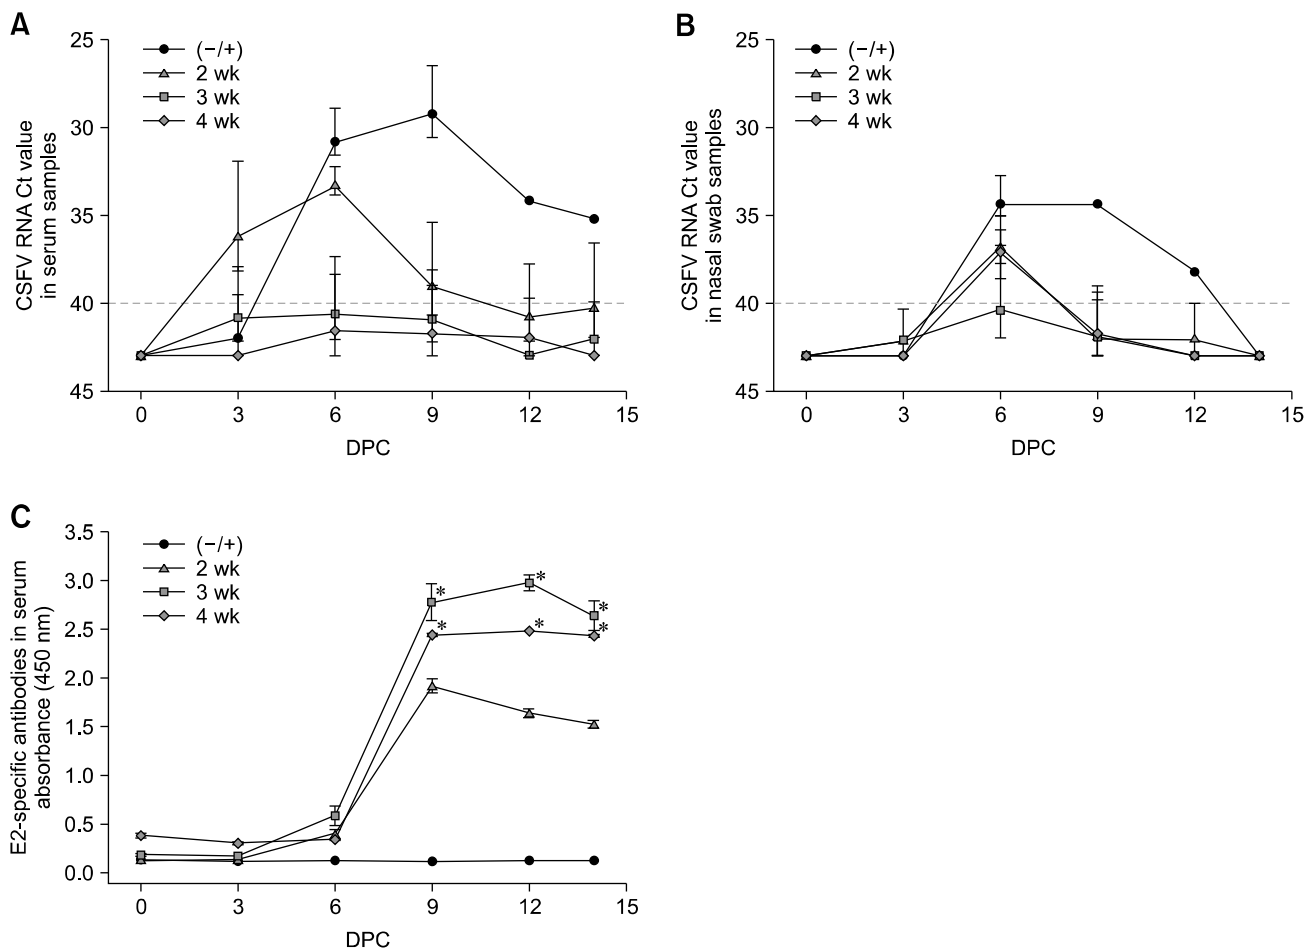 A
CSFV RNA Ct value
in serum samples
25
30
35
40
45
(−/+)
2 wk
3 wk
4 wk
0 3 6 9 12 15
DPC
B
CSFV RNA Ct value
in nasal swab samples
25
30
35
40
45
(−/+)
2 wk
3 wk
4 wk
0 3 6 9 12 15
DPC
C
E2-specific antibodies in serum
absorbance (450 nm)
3.5
3.0
2.5
2.0
1.5
1.0
0.5
0.0
(−/+)
2 wk
3 wk
4 wk
* * *
* * *
0 3 6 9 12 15
DPC